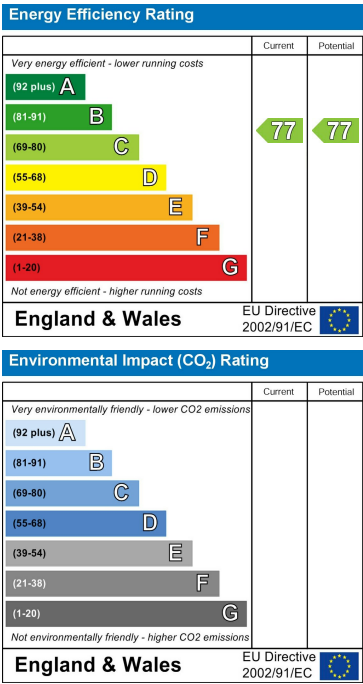 Energy Efficiency Rating
Current Potential
Very energy efficient - lower running costs
(92 plus) A
(81-91) B
(69-80) C
77 77
(55-68) D
(39-54) E
(21-38) F
(1-20) G
Not energy efficient - higher running costs
England & Wales
EU Directive
2002/91/EC
Environmental Impact (CO₂) Rating
Current Potential
Very environmentally friendly - lower CO2 emissions
(92 plus) A
(81-91) B
(69-80) C
(55-68) D
(39-54) E
(21-38) F
(1-20) G
Not environmentally friendly - higher CO2 emissions
England & Wales
EU Directive
2002/91/EC